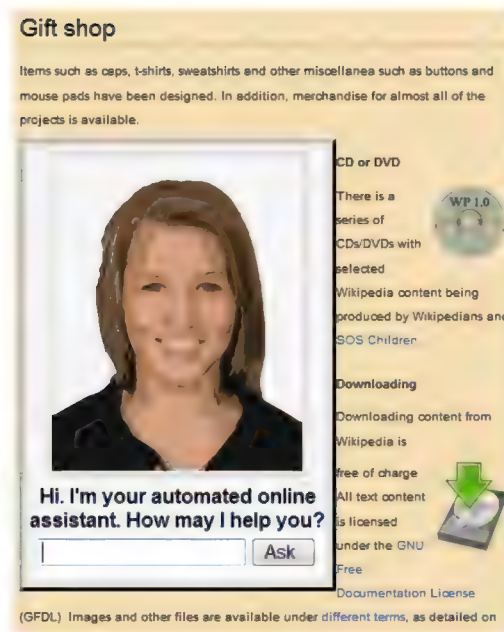 Gift shop
Items such as caps, t-shirts, sweatshirts and other miscellanea such as buttons and
mouse pads have been designed. In addition, merchandise for almost all of the
projects is available.
CD or DVD
There is a
series of
CDs/DVDs with
selected
Wikipedia content being
produced by Wikipedians and
SOS Children
WP 1.0
Downloading
Downloading content from
Wikipedia is
free of charge
All text content
is licensed
under the GNU
Free
Documentation License
(GFDL) Images and other files are available under different terms, as detailed on
Hi. I'm your automated online
assistant. How may I help you?
Ask